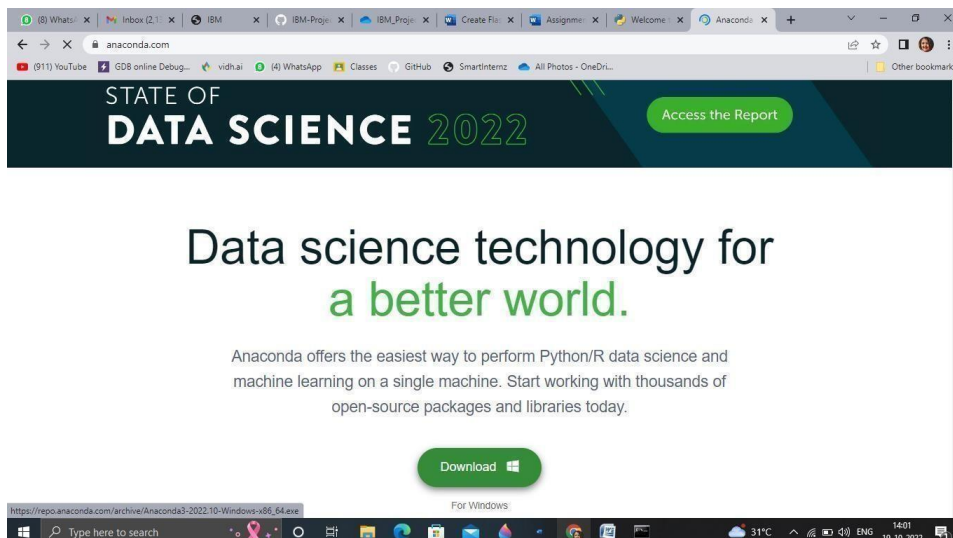 (8) Whats
Inbox (2,1
IBM
IBM-Proje
IBM_Proje
Create Fla
Assignme
Welcome
Anaconda
anaconda.com
(911) YouTube
GDB online Debug...
vidh.ai
(4) WhatsApp
Classes
GitHub
SmartInternz
All Photos - OneDri...
Other bookmark
STATE OF
DATA SCIENCE 2022
Access the Report
Data science technology for
a better world.
Anaconda offers the easiest way to perform Python/R data science and
machine learning on a single machine. Start working with thousands of
open-source packages and libraries today.
Download
For Windows
https://repo.anaconda.com/archive/Anaconda3-2022.10-Windows-x86_64.exe
Type here to search
31°C
ENG
14:01
19-10-2022